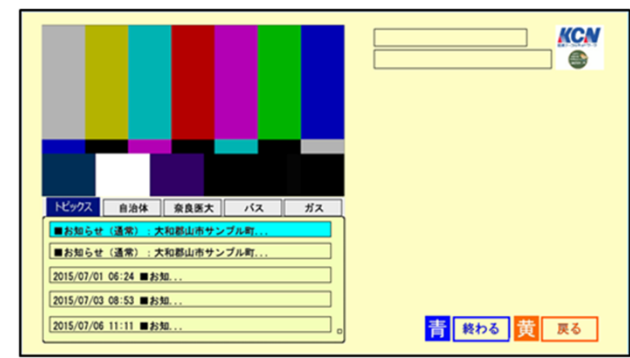 KCN
トピックス 自治体 奈良医大 バス ガス
■お知らせ（通常）：大和郡山市サンプル町...
■お知らせ（通常）：大和郡山市サンプル町...
2015/07/01 06:24 ■お知...
2015/07/03 08:53 ■お知...
2015/07/06 11:11 ■お知...
青 終わる 黄 戻る